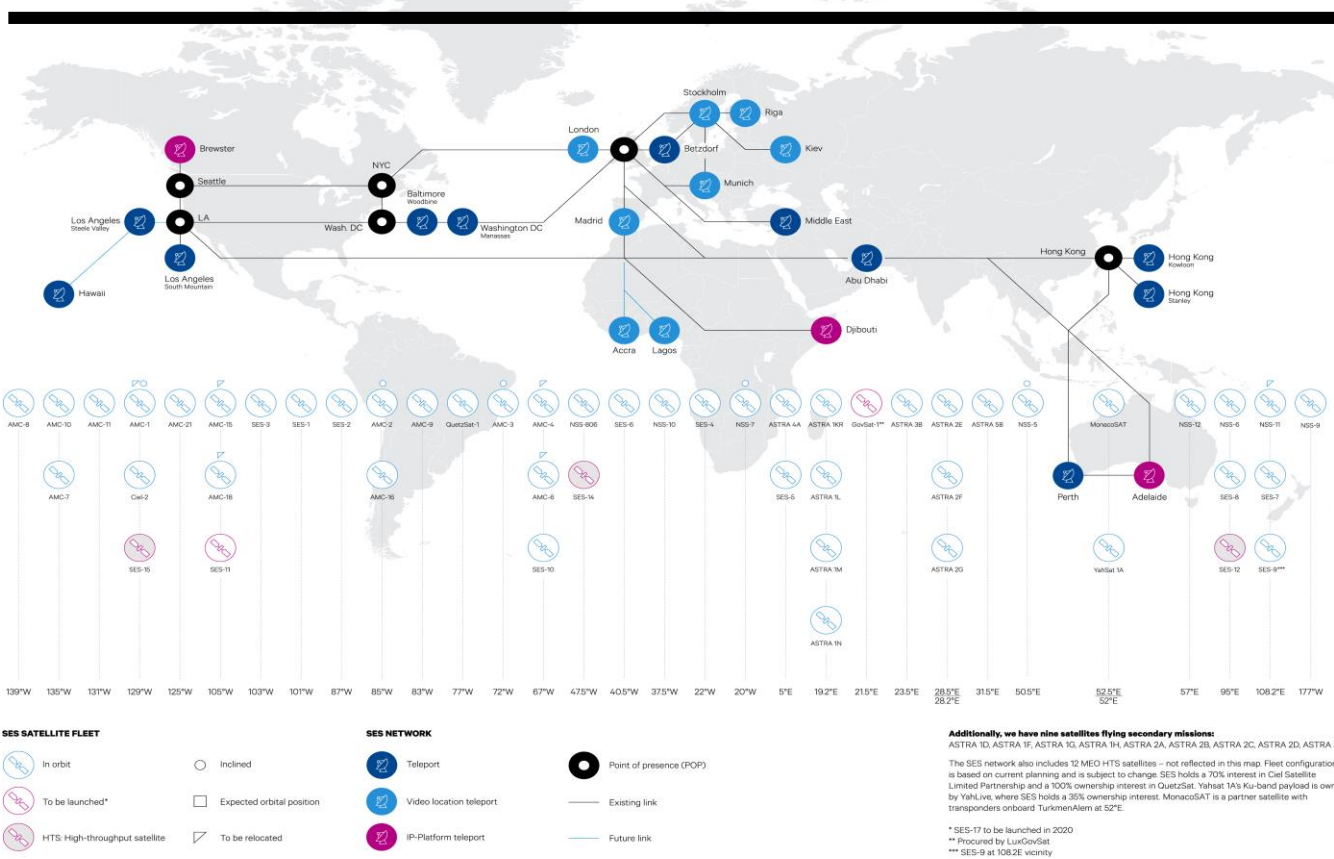 Stockholm
Riga
London
Brewster
Betzdorf
Kiev
NYC
Seattle
Baltimore
Woodbine
Munich
Los Angeles
Steele Valley
LA
Wash. DC
Washington DC
Manassas
Madrid
Middle East
Hong Kong
Hong Kong
Kowloon
Los Angeles
South Mountain
Abu Dhabi
Hawaii
Hong Kong
Stanley
Djibouti
Accra
Lagos
AMC-8 AMC-10 AMC-11 AMC-1 AMC-21 AMC-15 SES-3 SES-1 SES-2 AMC-2 AMC-9 QuetzSat-1 AMC-3 AMC-4 NSS-806 SES-6 NSS-10 SES-4 NSS-7 ASTRA 4A ASTRA 1KR GovSat-1** ASTRA 3B ASTRA 2E ASTRA 5B NSS-5 MonacoSAT NSS-12 NSS-6 NSS-11 NSS-9
AMC-7 Ciel-2 AMC-18 AMC-16 AMC-6 SES-14 SES-5 ASTRA 1L ASTRA 2F Perth Adelaide SES-8 SES-7
SES-15 SES-11 SES-10 ASTRA 1M ASTRA 2G YahSat 1A SES-12 SES-9***
ASTRA 1N
139°W 135°W 131°W 129°W 125°W 105°W 103°W 101°W 87°W 85°W 83°W 77°W 72°W 67°W 47.5°W 40.5°W 37.5°W 22°W 20°W 5°E 19.2°E 21.5°E 23.5°E 28.5°E 31.5°E 50.5°E 52.5°E 57°E 95°E 108.2°E 177°W
28.2°E 52°E
SES SATELLITE FLEET
In orbit
Inclined
To be launched*
Expected orbital position
HTS: High-throughput satellite
To be relocated
SES NETWORK
Teleport
Point of presence (POP)
Video location teleport
Existing link
IP-Platform teleport
Future link
Additionally, we have nine satellites flying secondary missions:
ASTRA 1D, ASTRA 1F, ASTRA 1G, ASTRA 1H, ASTRA 2A, ASTRA 2B, ASTRA 2C, ASTRA 2D, ASTRA
The SES network also includes 12 MEO HTS satellites – not reflected in this map. Fleet configuration
is based on current planning and is subject to change. SES holds a 70% interest in Ciel Satellite
Limited Partnership and a 100% ownership interest in QuetzSat. Yahsat 1A's Ku-band payload is own
by YahLive, where SES holds a 35% ownership interest. MonacoSAT is a partner satellite with
transponders onboard TurkmenAlem at 52°E.
* SES-17 to be launched in 2020
** Procured by LuxGovSat
*** SES-9 at 108.2E vicinity